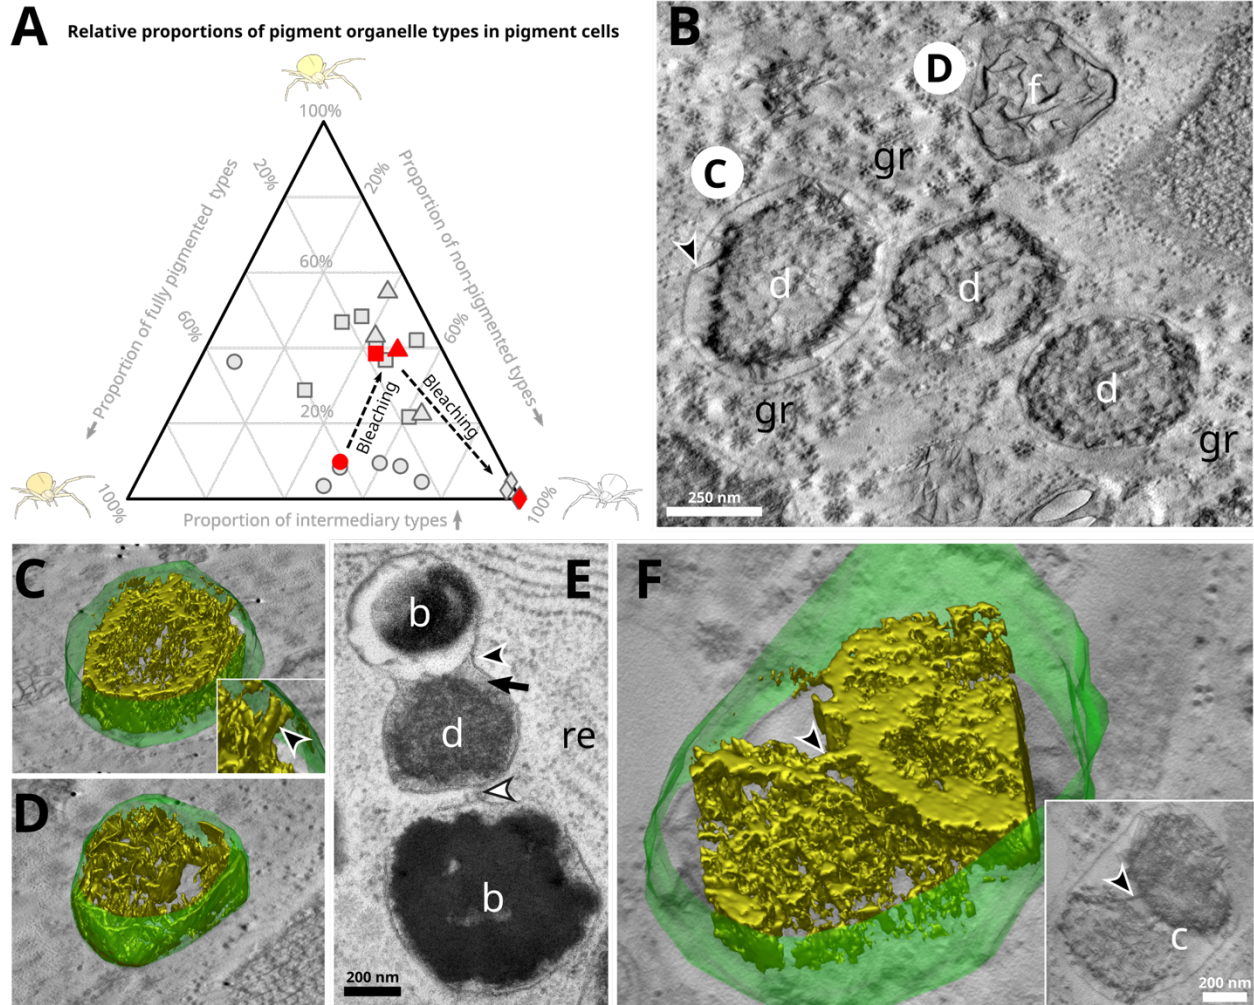 A
Relative proportions of pigment organelle types in pigment cells
100%
20%
20%
Proportion of fully pigmented types
Proportion of non-pigmented types
60%
60%
60%
20%
Bleaching
Bleaching
100%
Proportion of intermediary types
100%
B
D
f
gr
C
d
d
d
gr
gr
250 nm
C
D
E
b
d
re
b
200 nm
F
c
200 nm